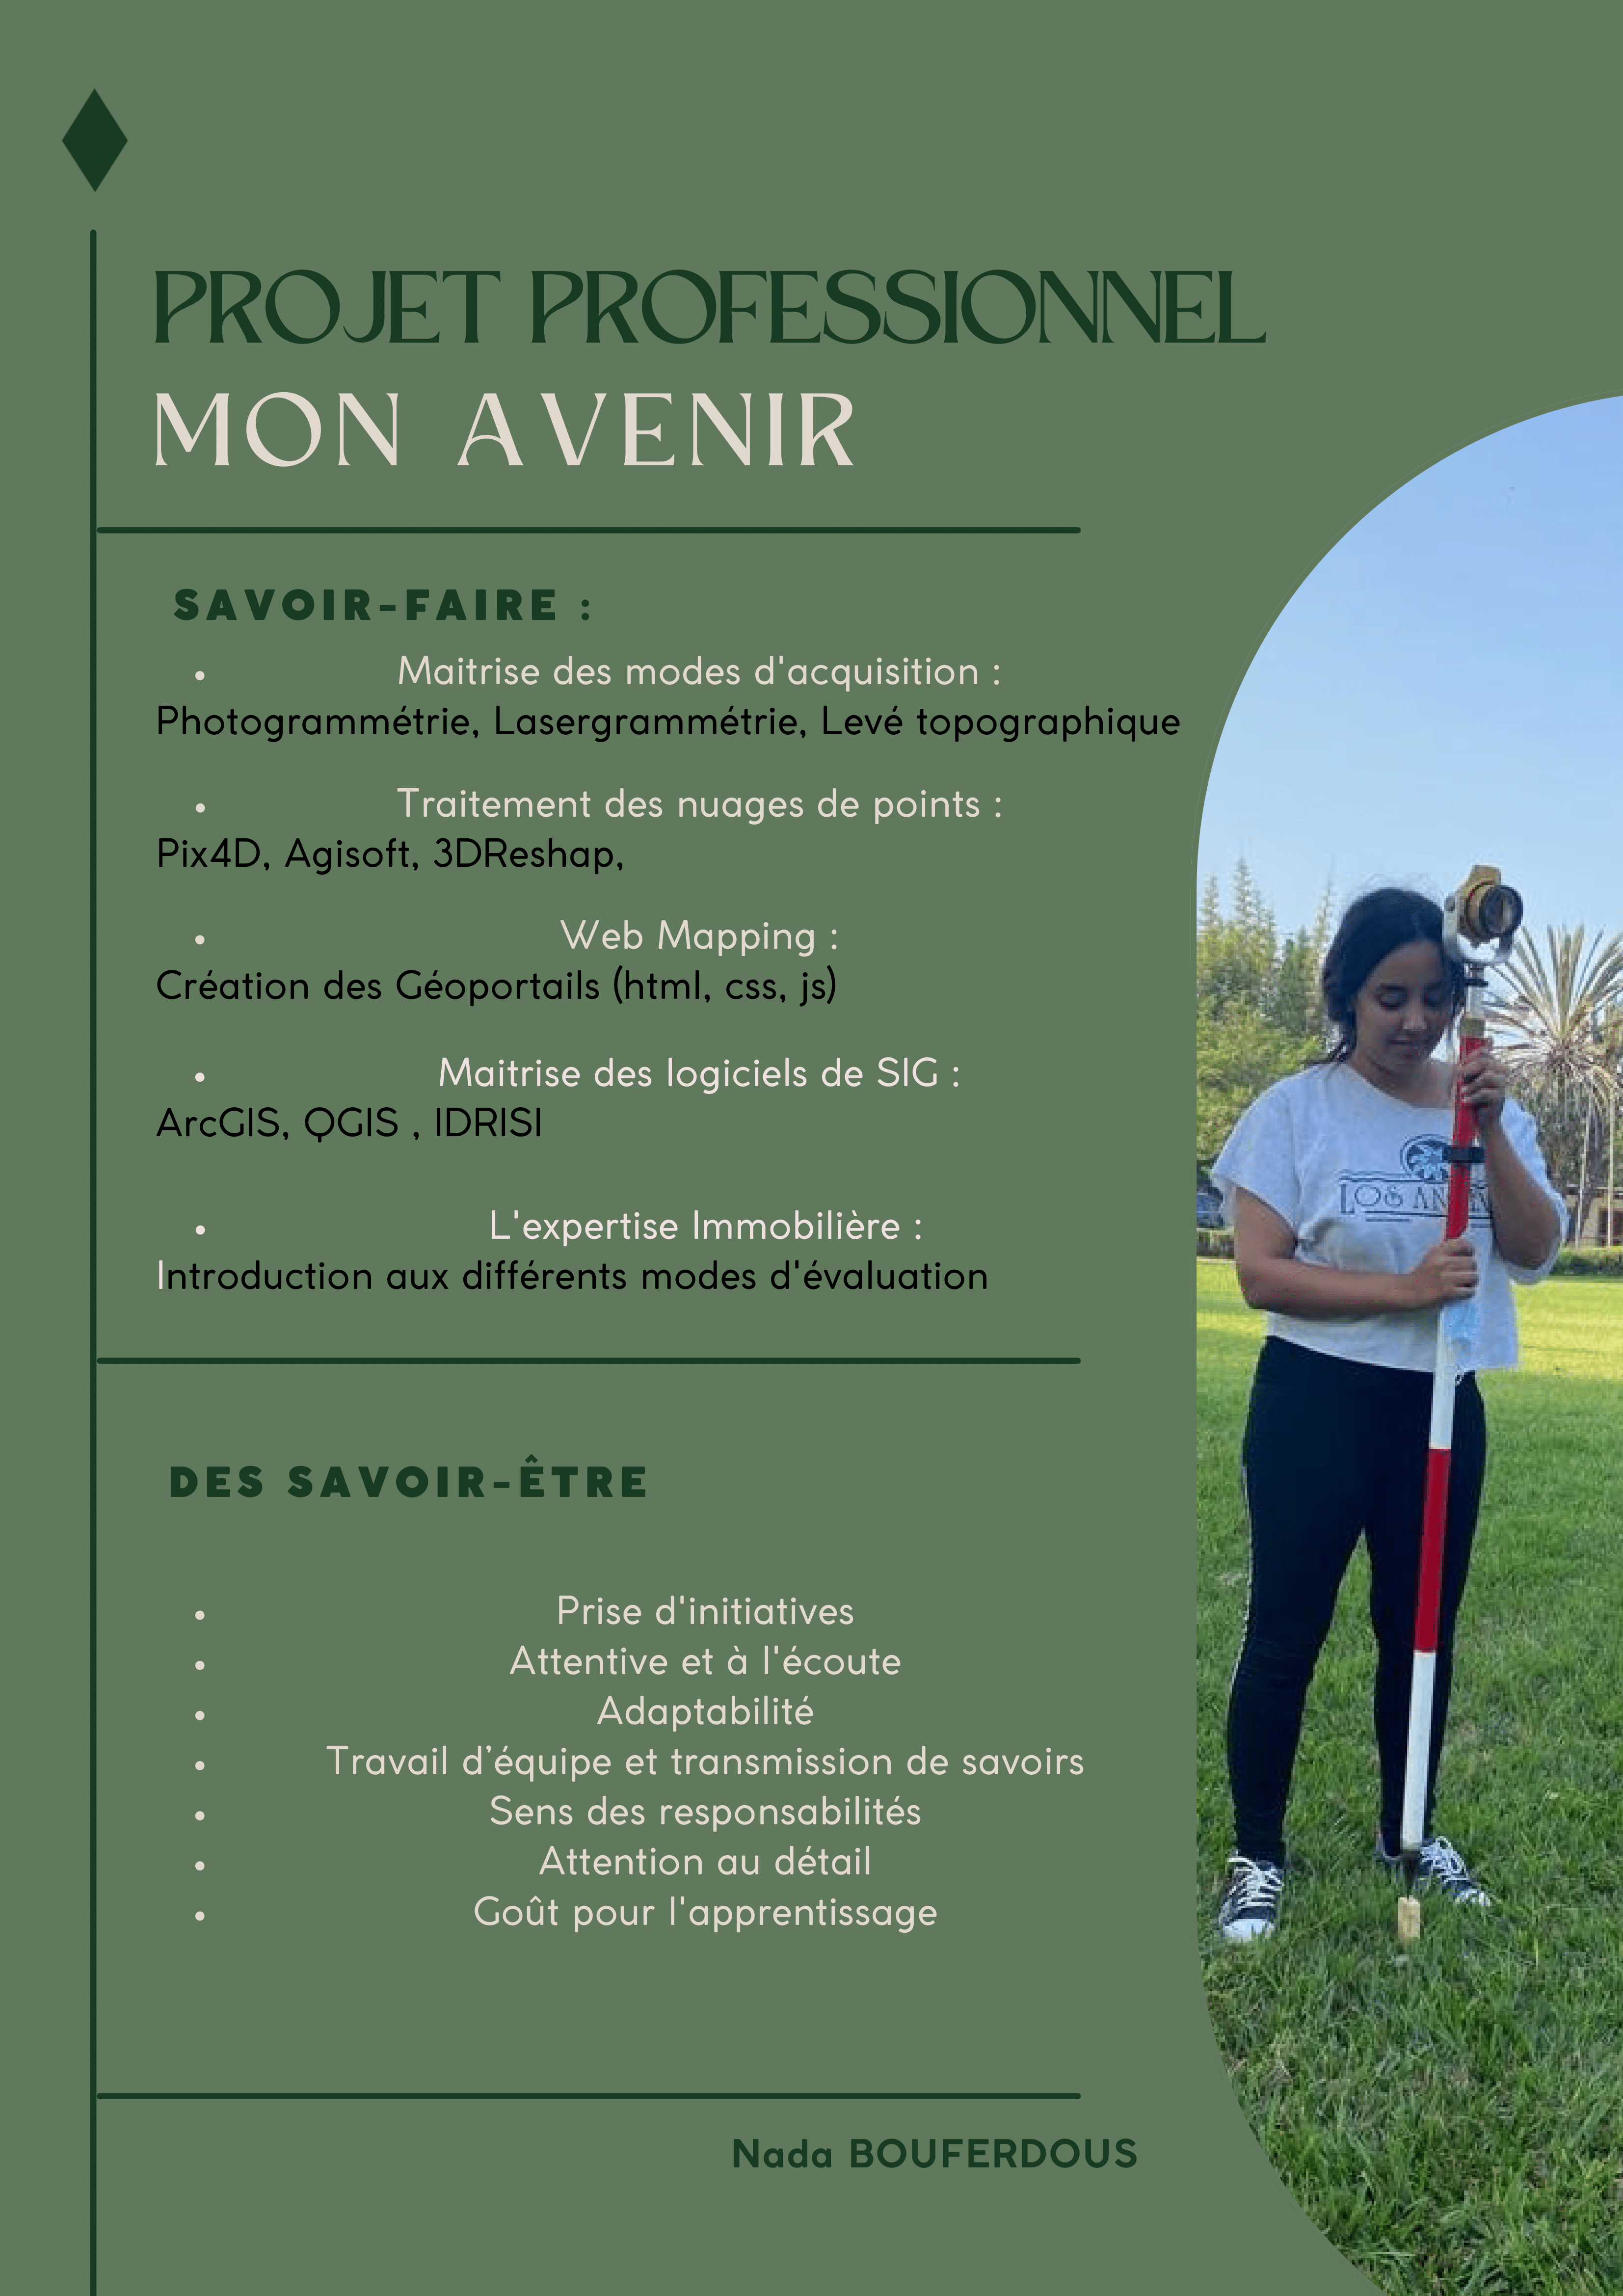 PROJET PROFESSIONNEL
MON AVENIR
SAVOIR-FAIRE :
• Maitrise des modes d'acquisition :
Photogrammétrie, Lasergrammétrie, Levé topographique
• Traitement des nuages de points :
Pix4D, Agisoft, 3DReshap,
• Web Mapping :
Création des Géoportails (html, css, js)
• Maitrise des logiciels de SIG :
ArcGIS, QGIS , IDRISI
• L'expertise Immobilière :
Introduction aux différents modes d'évaluation
DES SAVOIR-ÊTRE
• Prise d'initiatives
• Attentive et à l'écoute
• Adaptabilité
• Travail d’équipe et transmission de savoirs
• Sens des responsabilités
• Attention au détail
• Goût pour l'apprentissage
Nada BOUFERDOUS
LOS